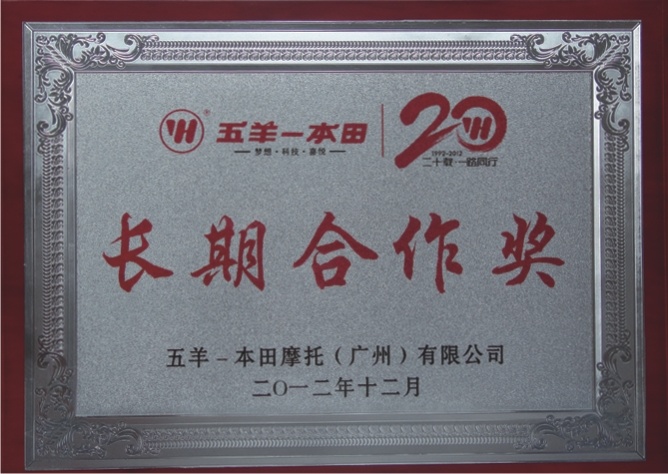 五羊—本田
梦想·科技·喜悦
20
1992-2012
二十载·一路同行
长期合作奖
五羊–本田摩托（广州）有限公司
二〇一二年十二月